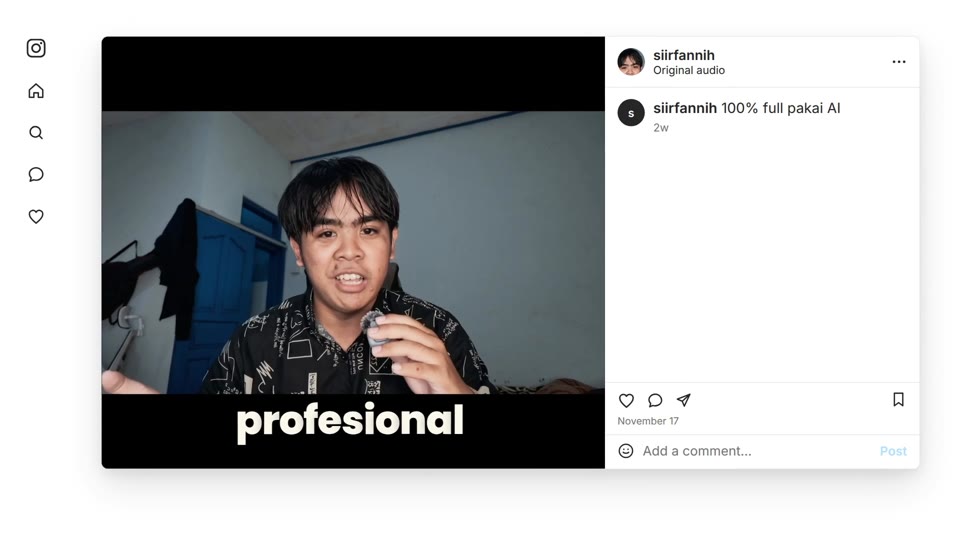 profesional
siirfannih
Original audio
s
siirfannih 100% full pakai AI
2w
November 17
Add a comment...
Post